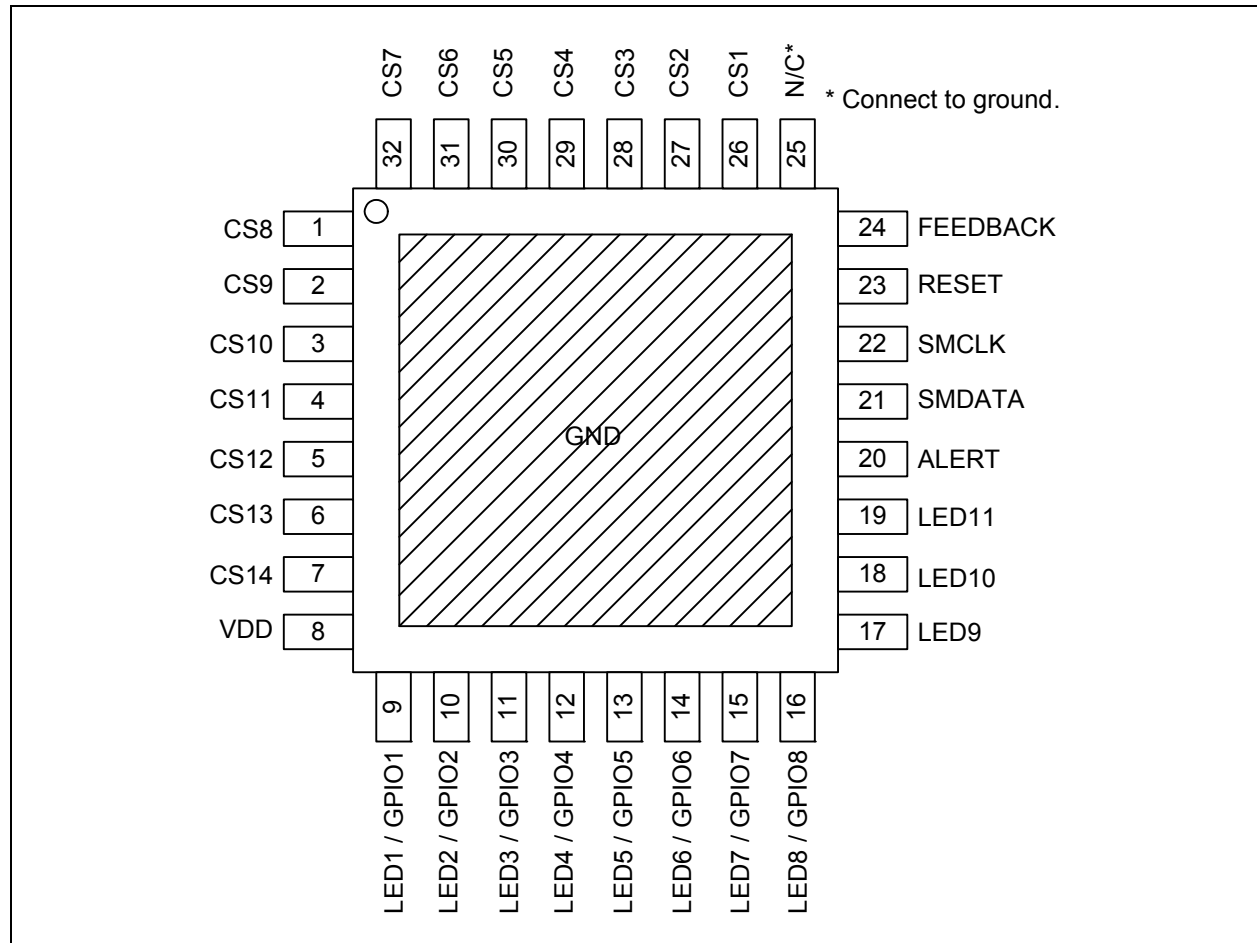 CS7
CS6
CS5
CS4
CS3
CS2
CS1
N/C*
* Connect to ground.
32
31
30
29
28
27
26
25
CS8 1
24 FEEDBACK
CS9 2
23 RESET
CS10 3
22 SMCLK
CS11 4
21 SMDATA
GND
CS12 5
20 ALERT
CS13 6
19 LED11
CS14 7
18 LED10
VDD 8
17 LED9
9
10
11
12
13
14
15
16
LED1 / GPIO1
LED2 / GPIO2
LED3 / GPIO3
LED4 / GPIO4
LED5 / GPIO5
LED6 / GPIO6
LED7 / GPIO7
LED8 / GPIO8